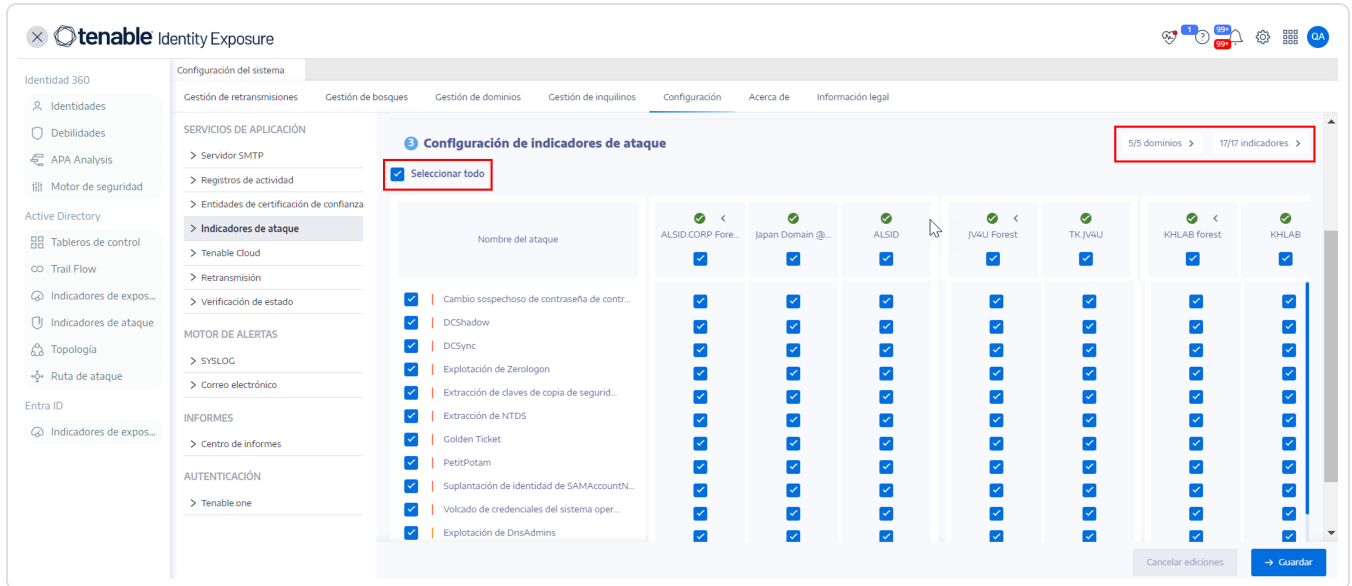 tenable Identity Exposure
1
99+
99+
QA
Identidad 360
Identidades
Debilidades
APA Analysis
Motor de seguridad
Active Directory
Tableros de control
Trail Flow
Indicadores de expos...
Indicadores de ataque
Topología
Ruta de ataque
Entra ID
Indicadores de expos...
Configuración del sistema
Gestión de retransmisiones
Gestión de bosques
Gestión de dominios
Gestión de inquilinos
Configuración
Acerca de
Información legal
SERVICIOS DE APLICACIÓN
Servidor SMTP
Registros de actividad
Entidades de certificación de confianza
Indicadores de ataque
Tenable Cloud
Retransmisión
Verificación de estado
MOTOR DE ALERTAS
SYSLOG
Correo electrónico
INFORMES
Centro de informes
AUTENTICACIÓN
Tenable.one
3 Configuración de indicadores de ataque
5/5 dominios
17/17 indicadores
Seleccionar todo
Nombre del ataque
ALSID.CORP Fore...
Japan Domain @...
ALSID
JV4U Forest
TK.JV4U
KHLAB forest
KHLAB
Cambio sospechoso de contraseña de contr...
DCShadow
DCSync
Explotación de Zerologon
Extracción de claves de copia de segurid...
Extracción de NTDS
Golden Ticket
PetitPotam
Suplantación de identidad de SAMAccountN...
Volcado de credenciales del sistema oper...
Explotación de DnsAdmins
Cancelar ediciones
Guardar